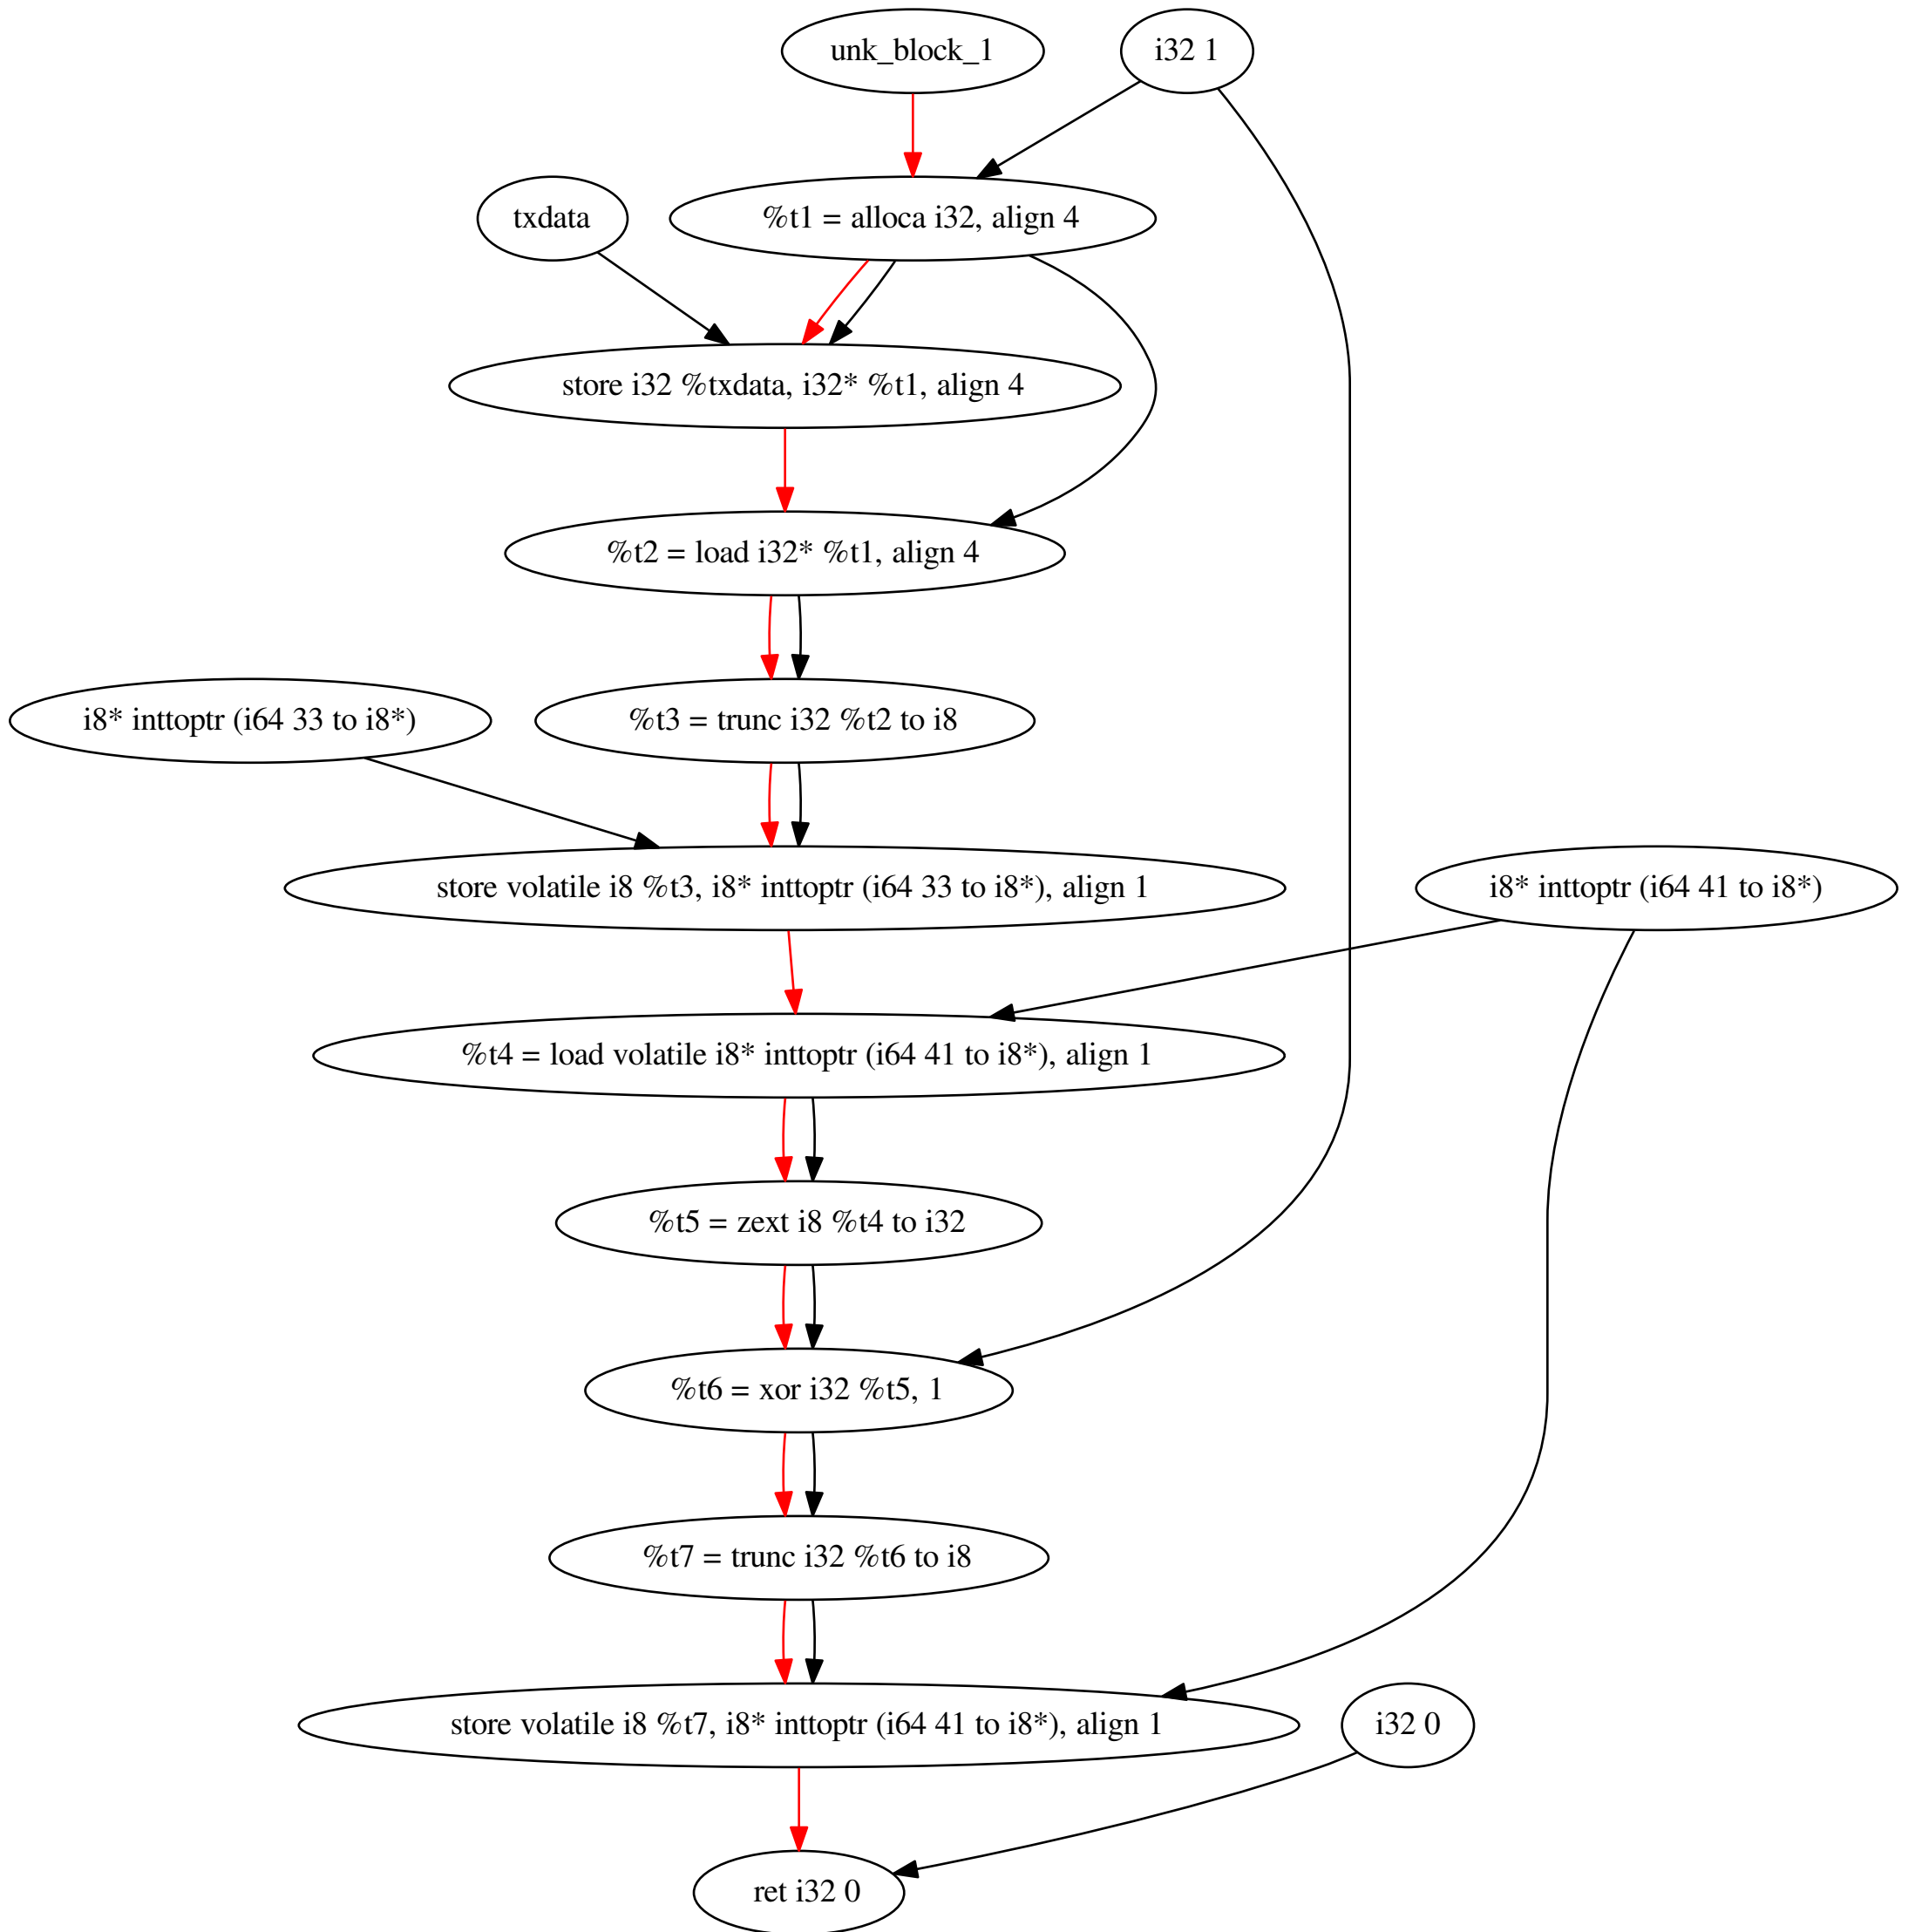 unk_block_1
i32 1
txdata
%t1 = alloca i32, align 4
store i32 %txdata, i32* %t1, align 4
%t2 = load i32* %t1, align 4
i8* inttoptr (i64 33 to i8*)
%t3 = trunc i32 %t2 to i8
store volatile i8 %t3, i8* inttoptr (i64 33 to i8*), align 1
i8* inttoptr (i64 41 to i8*)
%t4 = load volatile i8* inttoptr (i64 41 to i8*), align 1
%t5 = zext i8 %t4 to i32
%t6 = xor i32 %t5, 1
%t7 = trunc i32 %t6 to i8
store volatile i8 %t7, i8* inttoptr (i64 41 to i8*), align 1
i32 0
ret i32 0